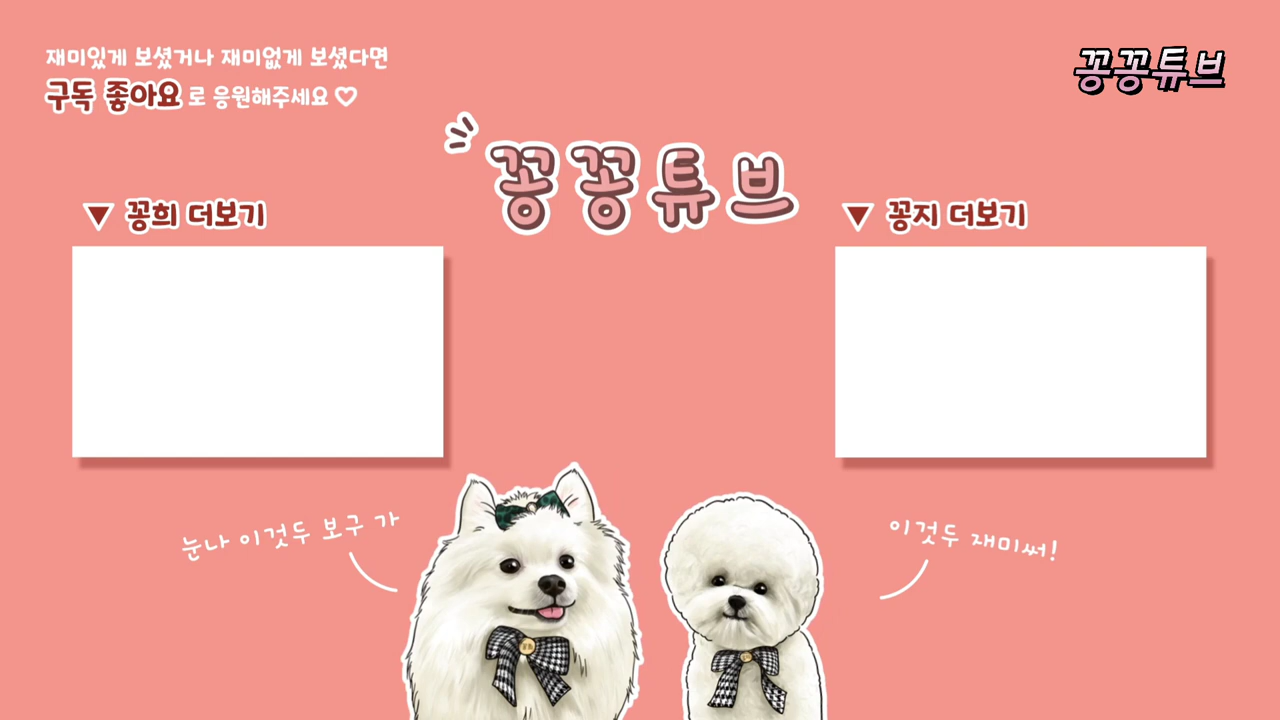 재미있게 보셨거나 재미없게 보셨다면
구독 좋아요 로 응원해주세요 ♡
꽁꽁튜브
꽁꽁튜브
▼ 꽁희 더보기
▼ 꽁지 더보기
눈나 이것두 보구 가
이것두 재미써!